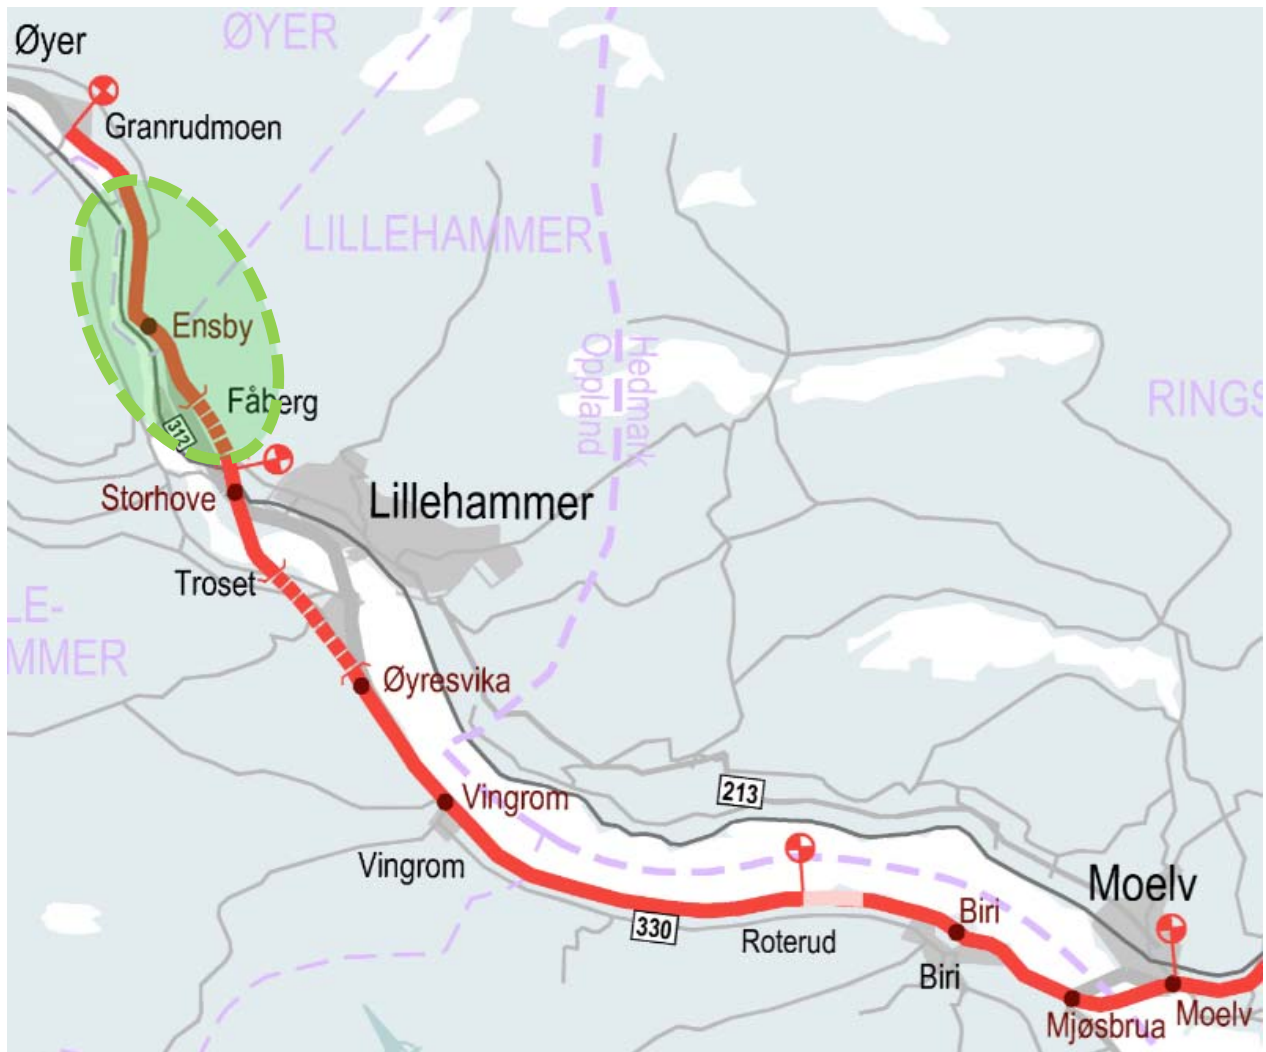 Øyer
ØYER
Granrudmoen
LILLEHAMMER
Ensby
Hedmark
Oppland
Fåberg
RINGS
312
Storhove
Lillehammer
Troset
LE-
MMER
Øyresvika
213
Vingrom
Vingrom
Moelv
330
Roterud
Biri
Biri
Mjøsbrua
Moelv